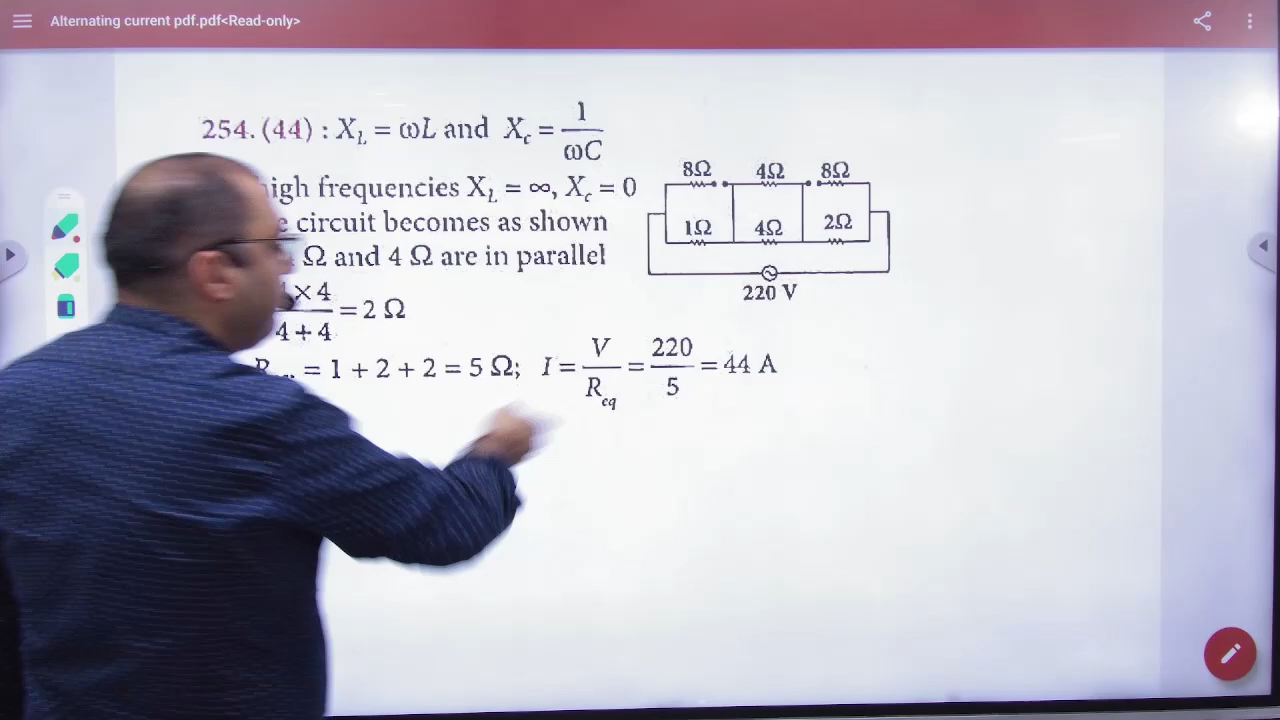 Alternating current pdf.pdf<Read-only>
254. (44) : X_L = ωL and X_c = 1/ωC
high frequencies X_L = ∞, X_c = 0
circuit becomes as shown
Ω and 4 Ω are in parallel
× 4 / 4 + 4 = 2 Ω
= 1 + 2 + 2 = 5 Ω; I = V/R_eq = 220/5 = 44 A
8Ω 4Ω 8Ω
1Ω 4Ω 2Ω
220 V